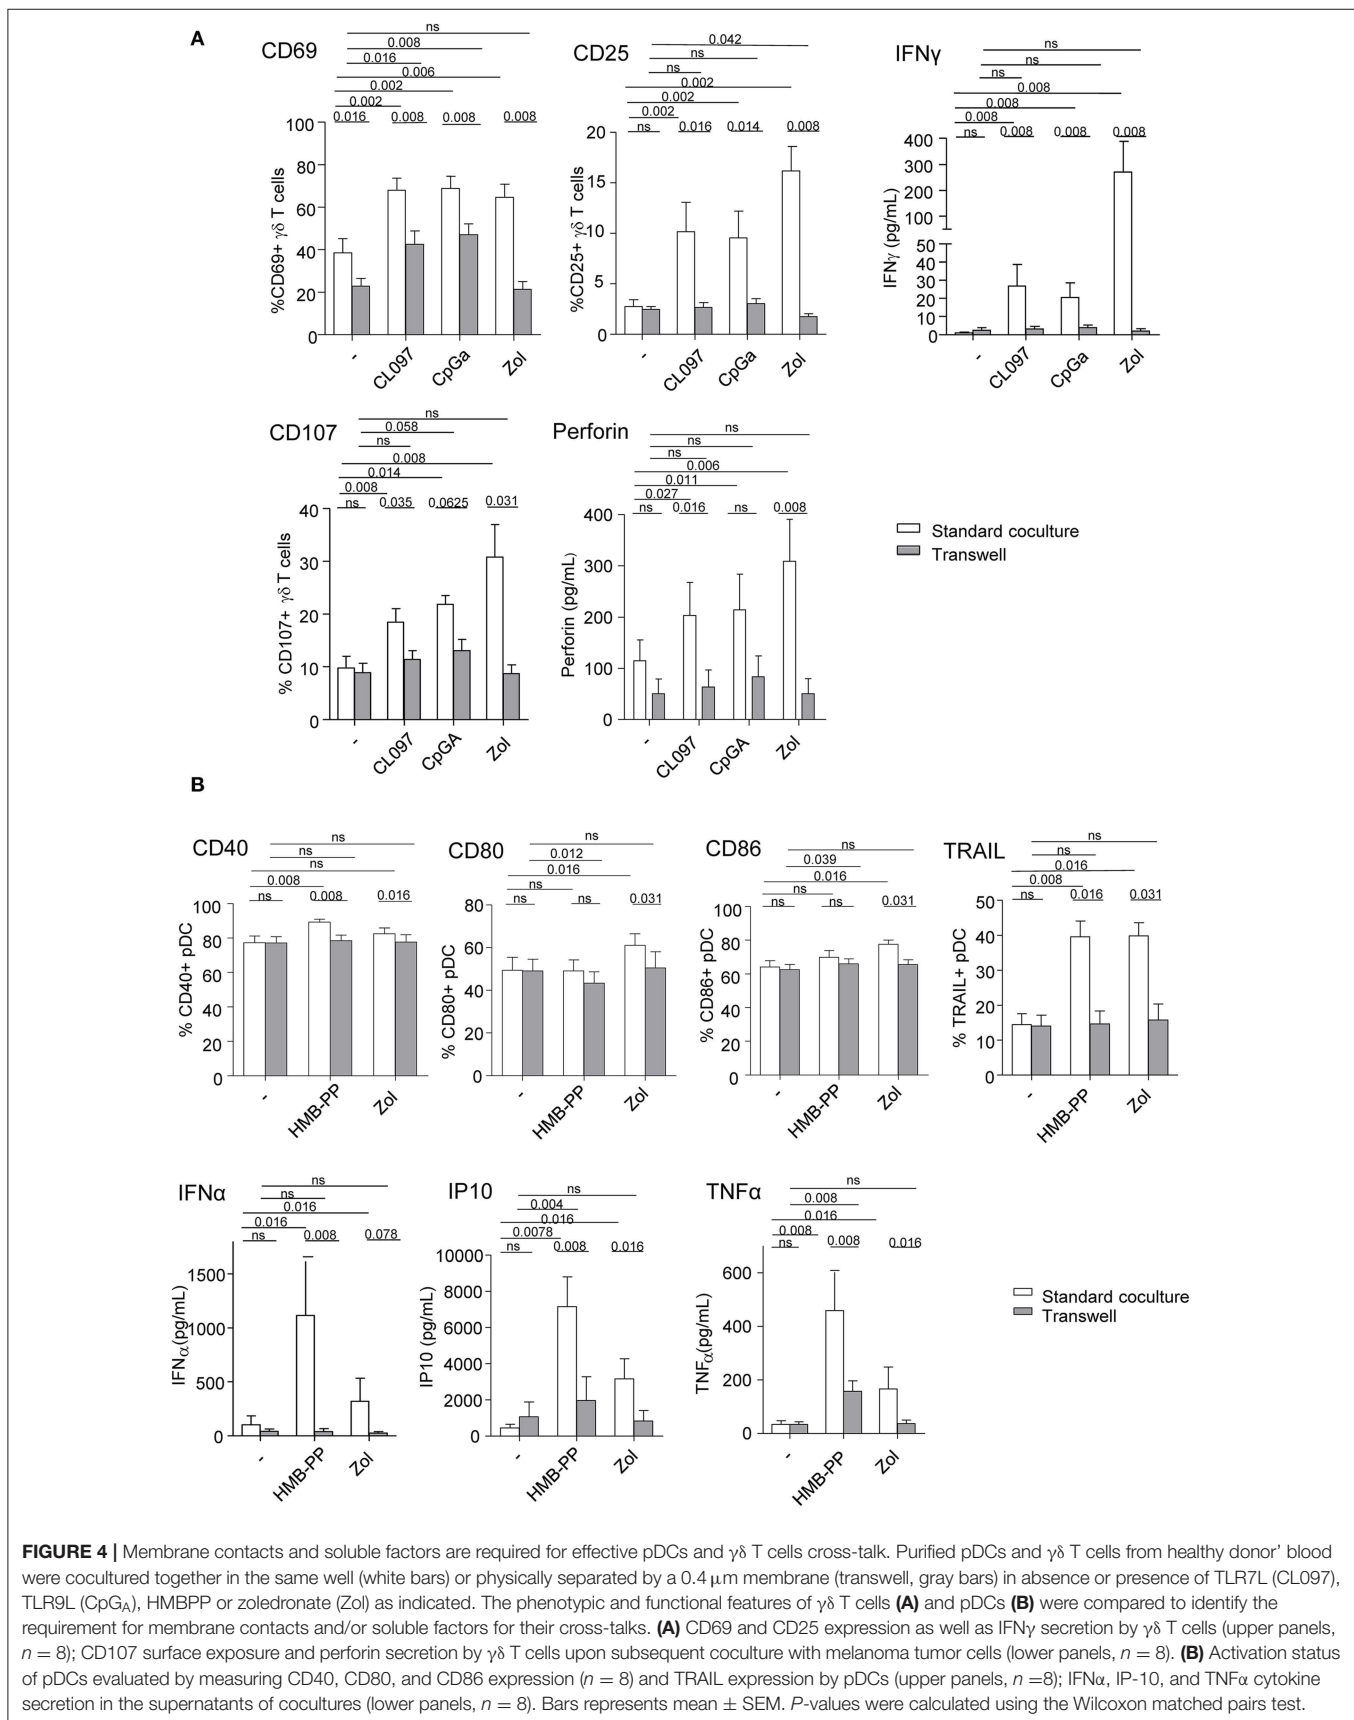 A
CD69
ns
0.008
0.016
0.006
0.002
0.002
0.016 0.008 0.008 0.008
100
80
60
40
20
0
%CD69+ γδ T cells
- CL097 CpGa Zol
CD25
0.042
ns
ns
0.002
0.002
0.002
ns 0.016 0.014 0.008
20
15
10
5
0
%CD25+ γδ T cells
- CL097 CpGa Zol
IFNγ
ns
ns
ns
0.008
0.008
0.008
ns 0.008 0.008 0.008
400
300
200
100
50
40
30
20
10
0
IFNγ (pg/mL)
- CL097 CpGa Zol
CD107
ns
0.058
ns
0.008
0.014
0.008
ns 0.035 0.0625 0.031
40
30
20
10
0
% CD107+ γδ T cells
- CL097 CpGA Zol
Perforin
ns
ns
ns
0.006
0.011
0.027
ns 0.016 ns 0.008
400
300
200
100
0
Perforin (pg/mL)
- CL097 CpGA Zol
Standard coculture
Transwell
B
CD40
ns
ns
ns
0.008
ns 0.008 0.016
100
80
60
40
20
0
% CD40+ pDC
- HMB-PP Zol
CD80
ns
0.012
0.016
ns
ns ns 0.031
80
60
40
20
0
% CD80+ pDC
- HMB-PP Zol
CD86
ns
0.039
0.016
ns
ns ns 0.031
100
80
60
40
20
0
% CD86+ pDC
- HMB-PP Zol
TRAIL
ns
ns
0.016
0.008
ns 0.016 0.031
50
40
30
20
10
0
% TRAIL+ pDC
- HMB-PP Zol
IFNα
ns
ns
0.016
0.016
ns 0.008 0.078
1500
1000
500
0
IFNα(pg/mL)
- HMB-PP Zol
IP10
ns
0.004
0.016
0.0078
ns 0.008 0.016
10000
8000
6000
4000
2000
0
IP10 (pg/mL)
- HMB-PP Zol
TNFα
ns
0.008
0.016
0.008
ns 0.008 0.016
600
400
200
0
TNFα(pg/mL)
- HMB-PP Zol
Standard coculture
Transwell
FIGURE 4 | Membrane contacts and soluble factors are required for effective pDCs and γδ T cells cross-talk. Purified pDCs and γδ T cells from healthy donor' blood
were cocultured together in the same well (white bars) or physically separated by a 0.4 μm membrane (transwell, gray bars) in absence or presence of TLR7L (CL097),
TLR9L (CpGA), HMBPP or zoledronate (Zol) as indicated. The phenotypic and functional features of γδ T cells (A) and pDCs (B) were compared to identify the
requirement for membrane contacts and/or soluble factors for their cross-talks. (A) CD69 and CD25 expression as well as IFNγ secretion by γδ T cells (upper panels,
n = 8); CD107 surface exposure and perforin secretion by γδ T cells upon subsequent coculture with melanoma tumor cells (lower panels, n = 8). (B) Activation status
of pDCs evaluated by measuring CD40, CD80, and CD86 expression (n = 8) and TRAIL expression by pDCs (upper panels, n =8); IFNα, IP-10, and TNFα cytokine
secretion in the supernatants of cocultures (lower panels, n = 8). Bars represents mean ± SEM. P-values were calculated using the Wilcoxon matched pairs test.